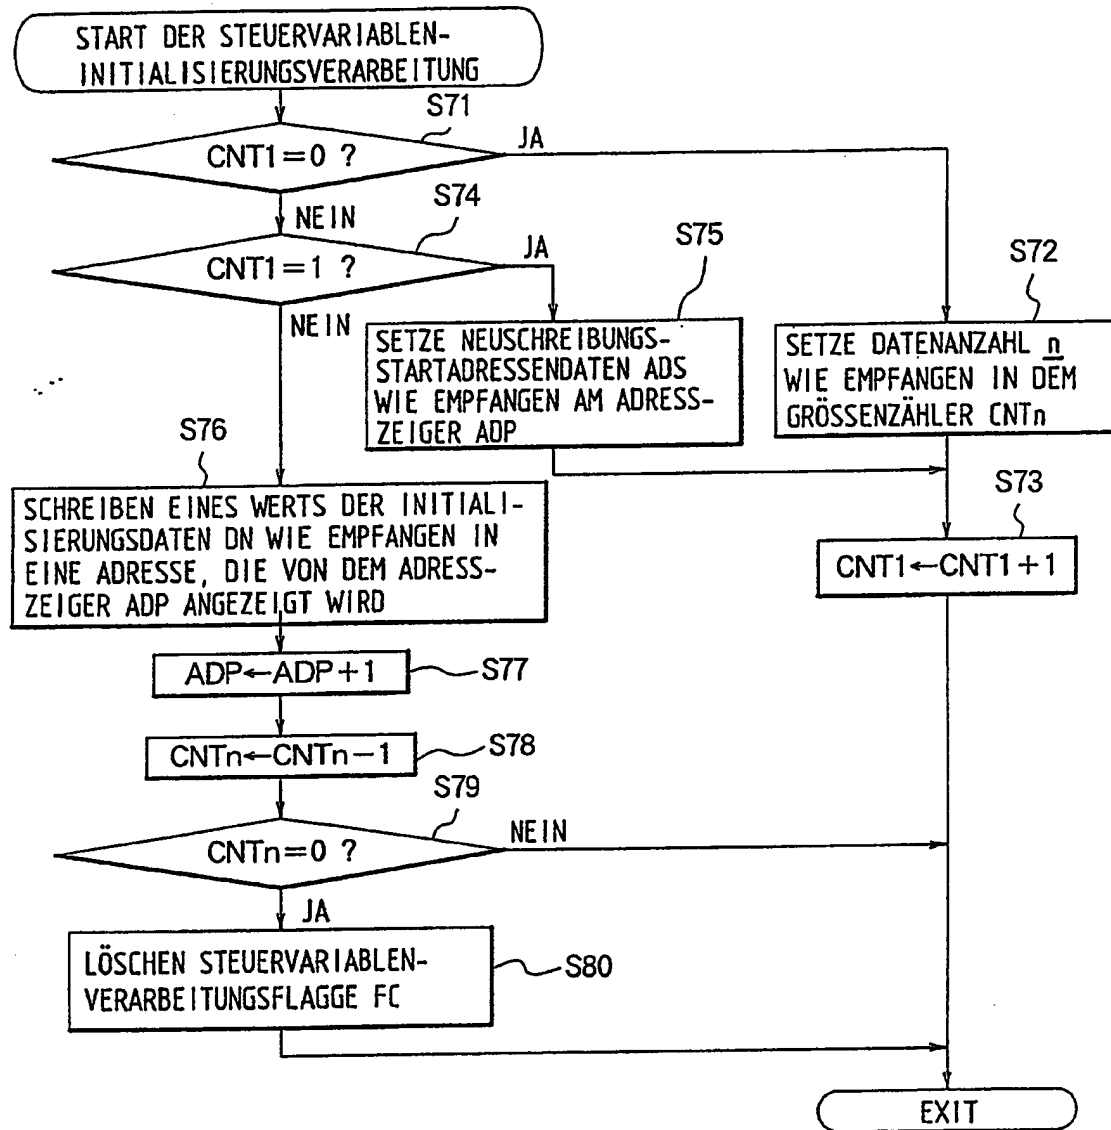 START DER STEUERVARIABLEN-
INITIALISIERUNGSVERARBEITUNG
S71
CNT1=0 ?
JA
NEIN
S74
CNT1=1 ?
JA
NEIN
S75
SETZE NEUSCHREIBUNGS-
STARTADRESSENDATEN ADS
WIE EMPFANGEN AM ADRESS-
ZEIGER ADP
S72
SETZE DATENANZAHL n
WIE EMPFANGEN IN DEM
GRÖSSENZÄHLER CNTn
S73
CNT1←CNT1+1
S76
SCHREIBEN EINES WERTS DER INITIALI-
SIERUNGSDATEN DN WIE EMPFANGEN IN
EINE ADRESSE, DIE VON DEM ADRESS-
ZEIGER ADP ANGEZEIGT WIRD
ADP←ADP+1
S77
CNTn←CNTn−1
S78
S79
CNTn=0 ?
NEIN
JA
LÖSCHEN STEUERVARIABLEN-
VERARBEITUNGSFLAGGE FC
S80
EXIT